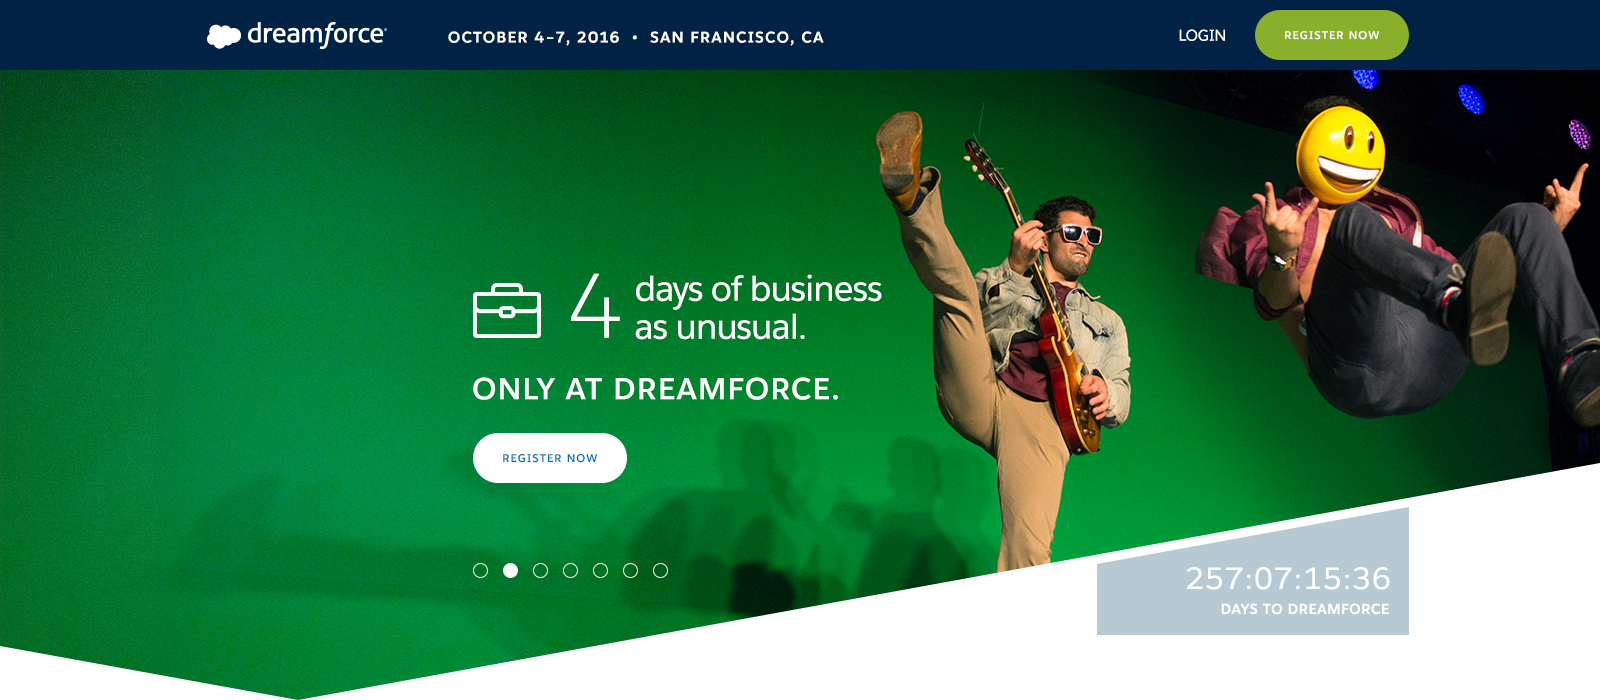 dreamforce
OCTOBER 4-7, 2016 • SAN FRANCISCO, CA
LOGIN
REGISTER NOW
4 days of business
as unusual.
ONLY AT DREAMFORCE.
REGISTER NOW
257:07:15:36
DAYS TO DREAMFORCE